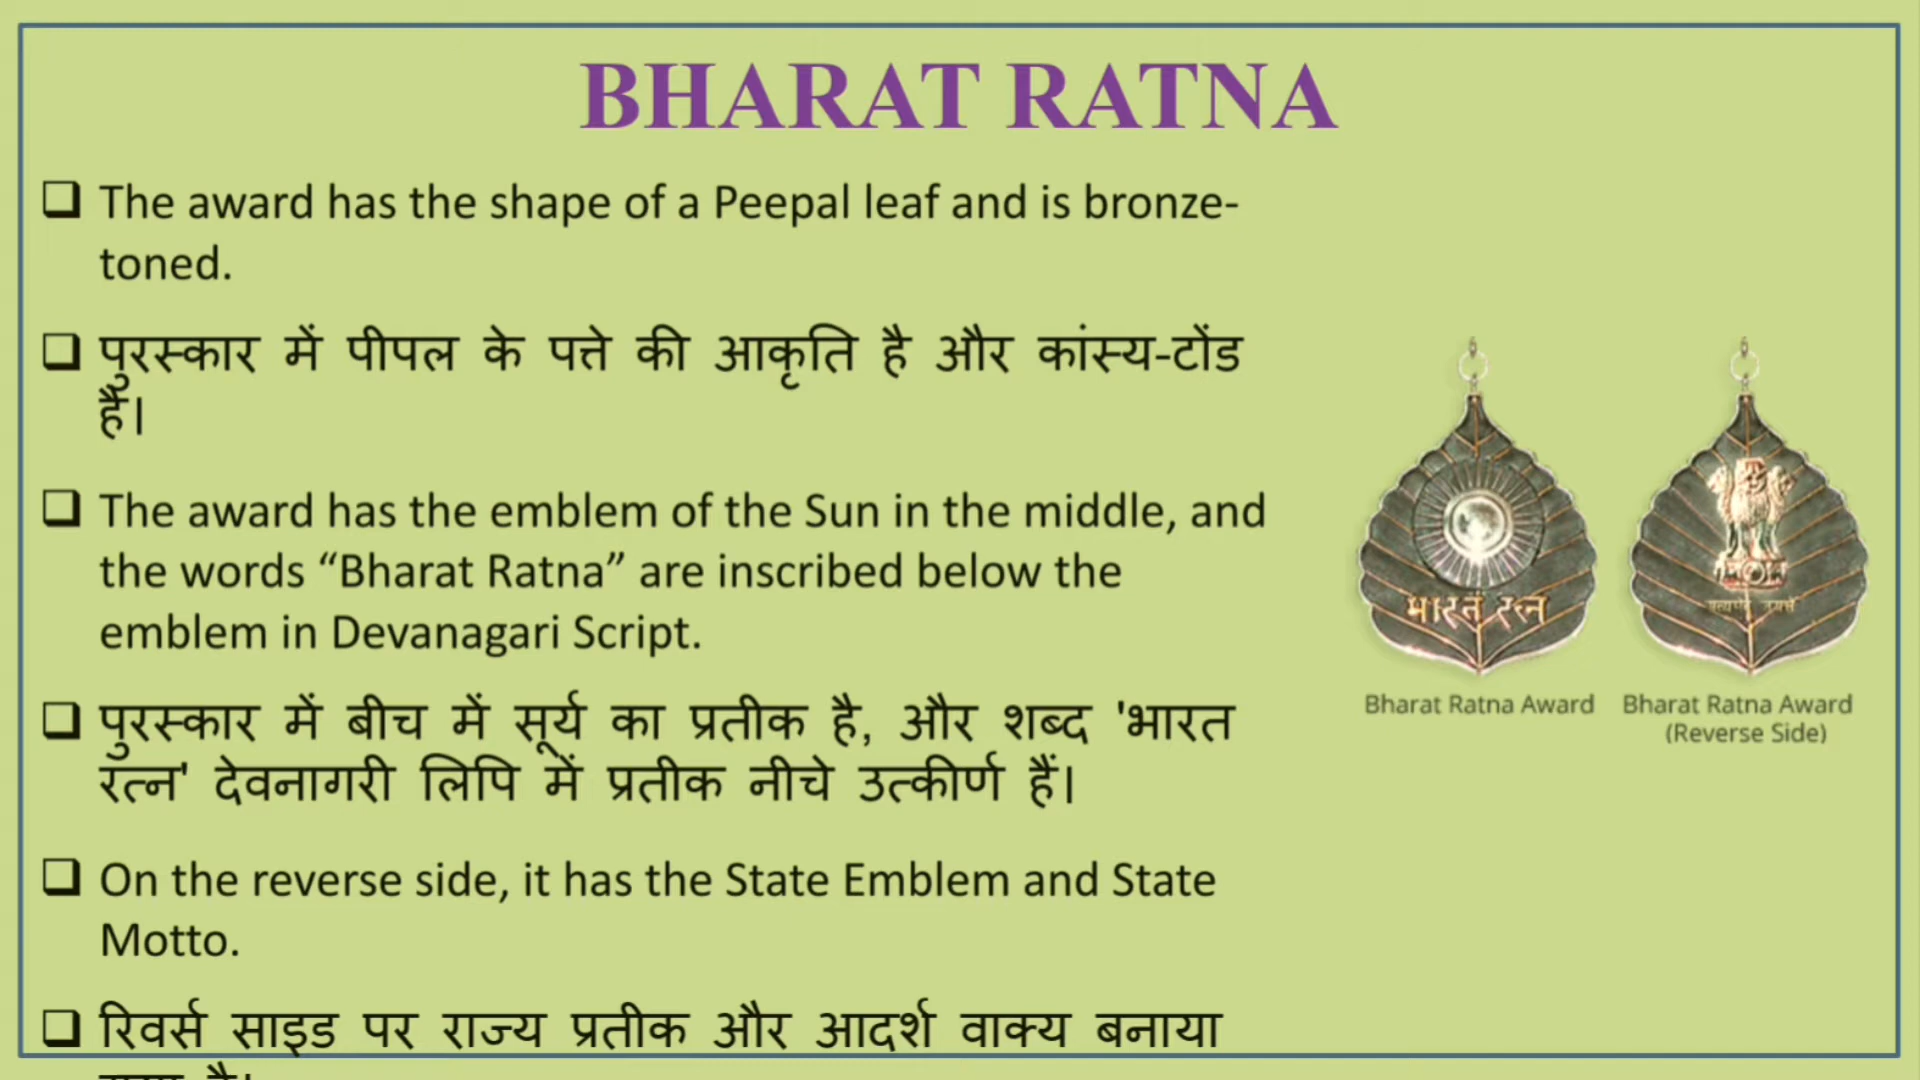 BHARAT RATNA
The award has the shape of a Peepal leaf and is bronze-
toned.
पुरस्कार में पीपल के पत्ते की आकृति है और कांस्य-टोंड
है।
The award has the emblem of the Sun in the middle, and
the words “Bharat Ratna” are inscribed below the
emblem in Devanagari Script.
पुरस्कार में बीच में सूर्य का प्रतीक है, और शब्द 'भारत
रत्न' देवनागरी लिपि में प्रतीक नीचे उत्कीर्ण हैं।
On the reverse side, it has the State Emblem and State
Motto.
रिवर्स साइड पर राज्य प्रतीक और आदर्श वाक्य बनाया
है।
भारत रत्न
Bharat Ratna Award
Bharat Ratna Award
(Reverse Side)